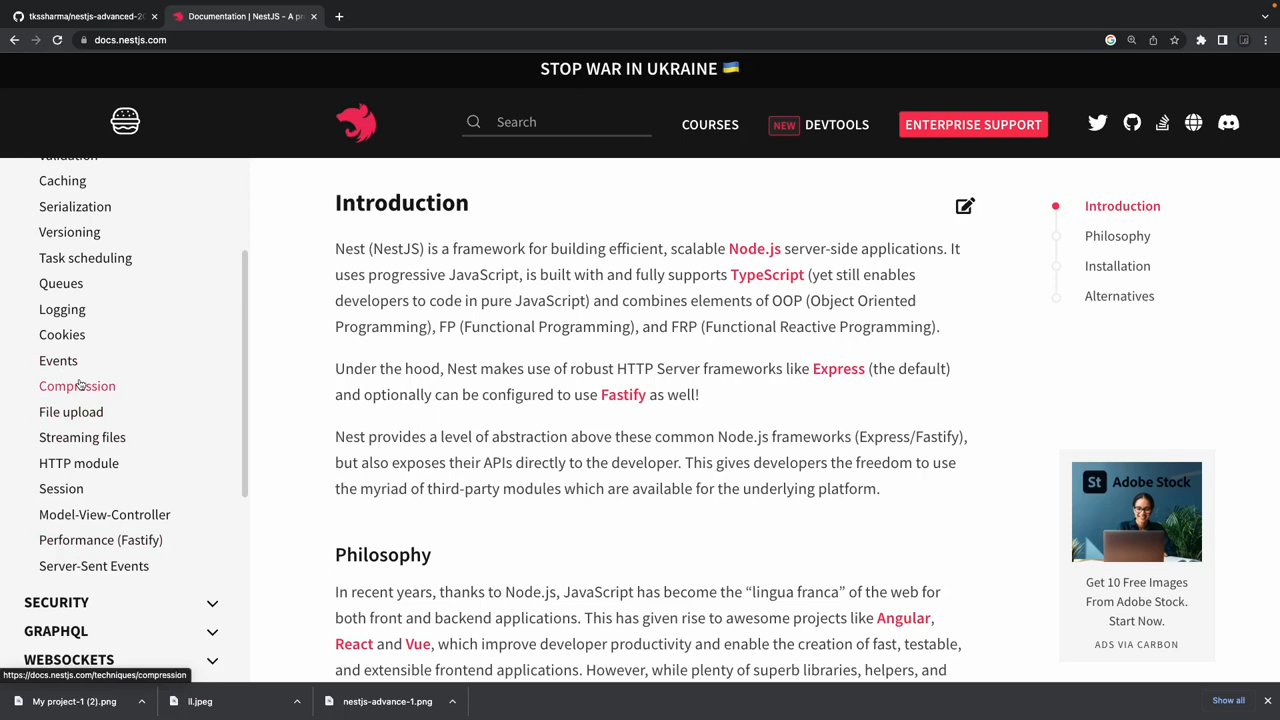 tkssharma/nestjs-advanced-20
Documentation | NestJS - A pr
docs.nestjs.com
STOP WAR IN UKRAINE 🇺🇦
Search
COURSES
NEW DEVTOOLS
ENTERPRISE SUPPORT
Validation
Caching
Serialization
Versioning
Task scheduling
Queues
Logging
Cookies
Events
Compression
File upload
Streaming files
HTTP module
Session
Model-View-Controller
Performance (Fastify)
Server-Sent Events
SECURITY
GRAPHQL
WEBSOCKETS
https://docs.nestjs.com/techniques/compression
Introduction
Nest (NestJS) is a framework for building efficient, scalable Node.js server-side applications. It
uses progressive JavaScript, is built with and fully supports TypeScript (yet still enables
developers to code in pure JavaScript) and combines elements of OOP (Object Oriented
Programming), FP (Functional Programming), and FRP (Functional Reactive Programming).
Under the hood, Nest makes use of robust HTTP Server frameworks like Express (the default)
and optionally can be configured to use Fastify as well!
Nest provides a level of abstraction above these common Node.js frameworks (Express/Fastify),
but also exposes their APIs directly to the developer. This gives developers the freedom to use
the myriad of third-party modules which are available for the underlying platform.
Philosophy
In recent years, thanks to Node.js, JavaScript has become the “lingua franca” of the web for
both front and backend applications. This has given rise to awesome projects like Angular,
React and Vue, which improve developer productivity and enable the creation of fast, testable,
and extensible frontend applications. However, while plenty of superb libraries, helpers, and
Introduction
Philosophy
Installation
Alternatives
St Adobe Stock
Get 10 Free Images
From Adobe Stock.
Start Now.
ADS VIA CARBON
My project-1 (2).png
ll.jpeg
nestjs-advance-1.png
Show all